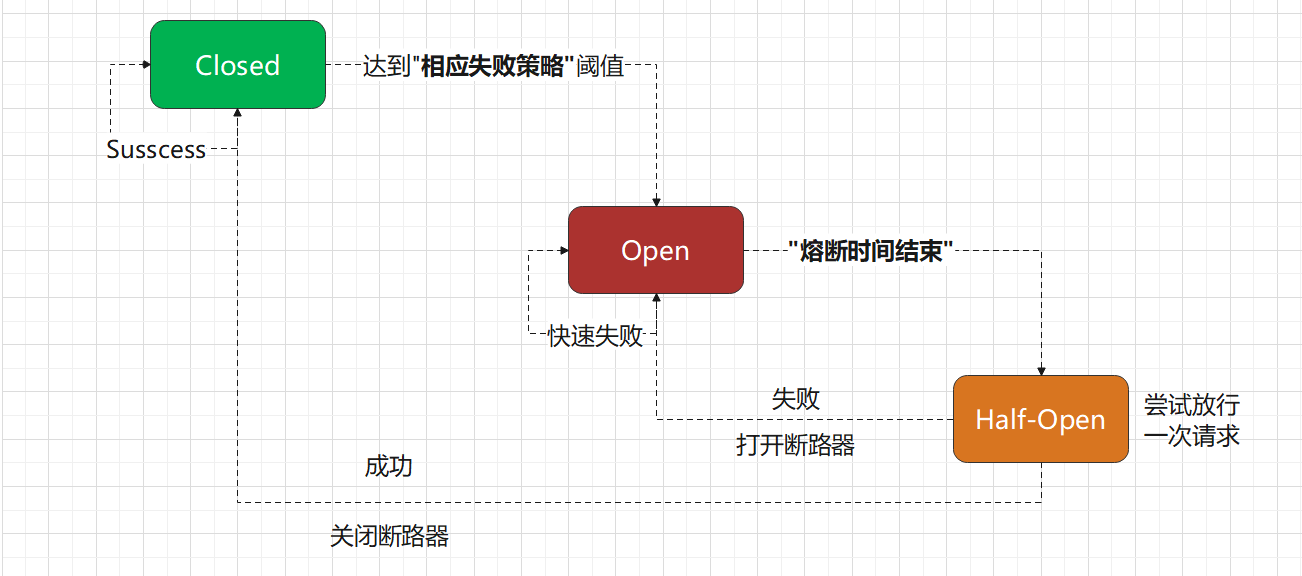 Closed
达到"相应失败策略"阈值
Susscess
Open
"熔断时间结束"
快速失败
失败
打开断路器
Half-Open
尝试放行
一次请求
成功
关闭断路器